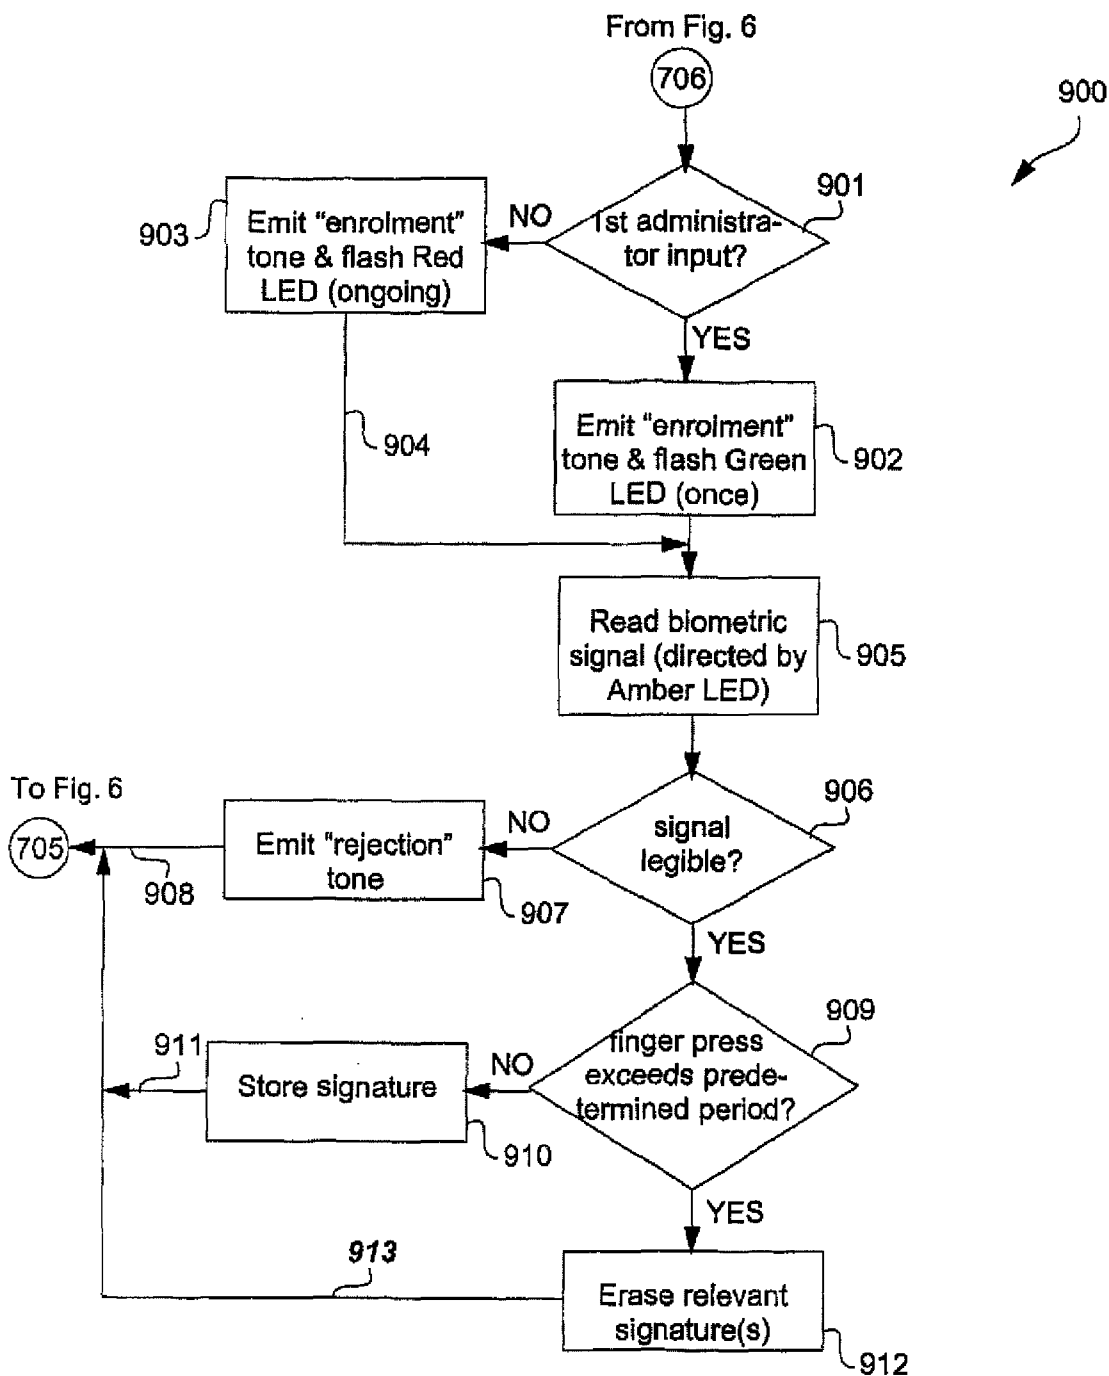 From Fig. 6
706
900
901
1st administra-
tor input?
NO
903
Emit “enrolment”
tone & flash Red
LED (ongoing)
YES
904
Emit “enrolment”
tone & flash Green
LED (once)
902
Read biometric
signal (directed by
Amber LED)
905
To Fig. 6
705
906
signal
legible?
NO
Emit “rejection”
tone
907
908
YES
909
finger press
exceeds prede-
termined period?
NO
Store signature
910
911
YES
913
Erase relevant
signature(s)
912